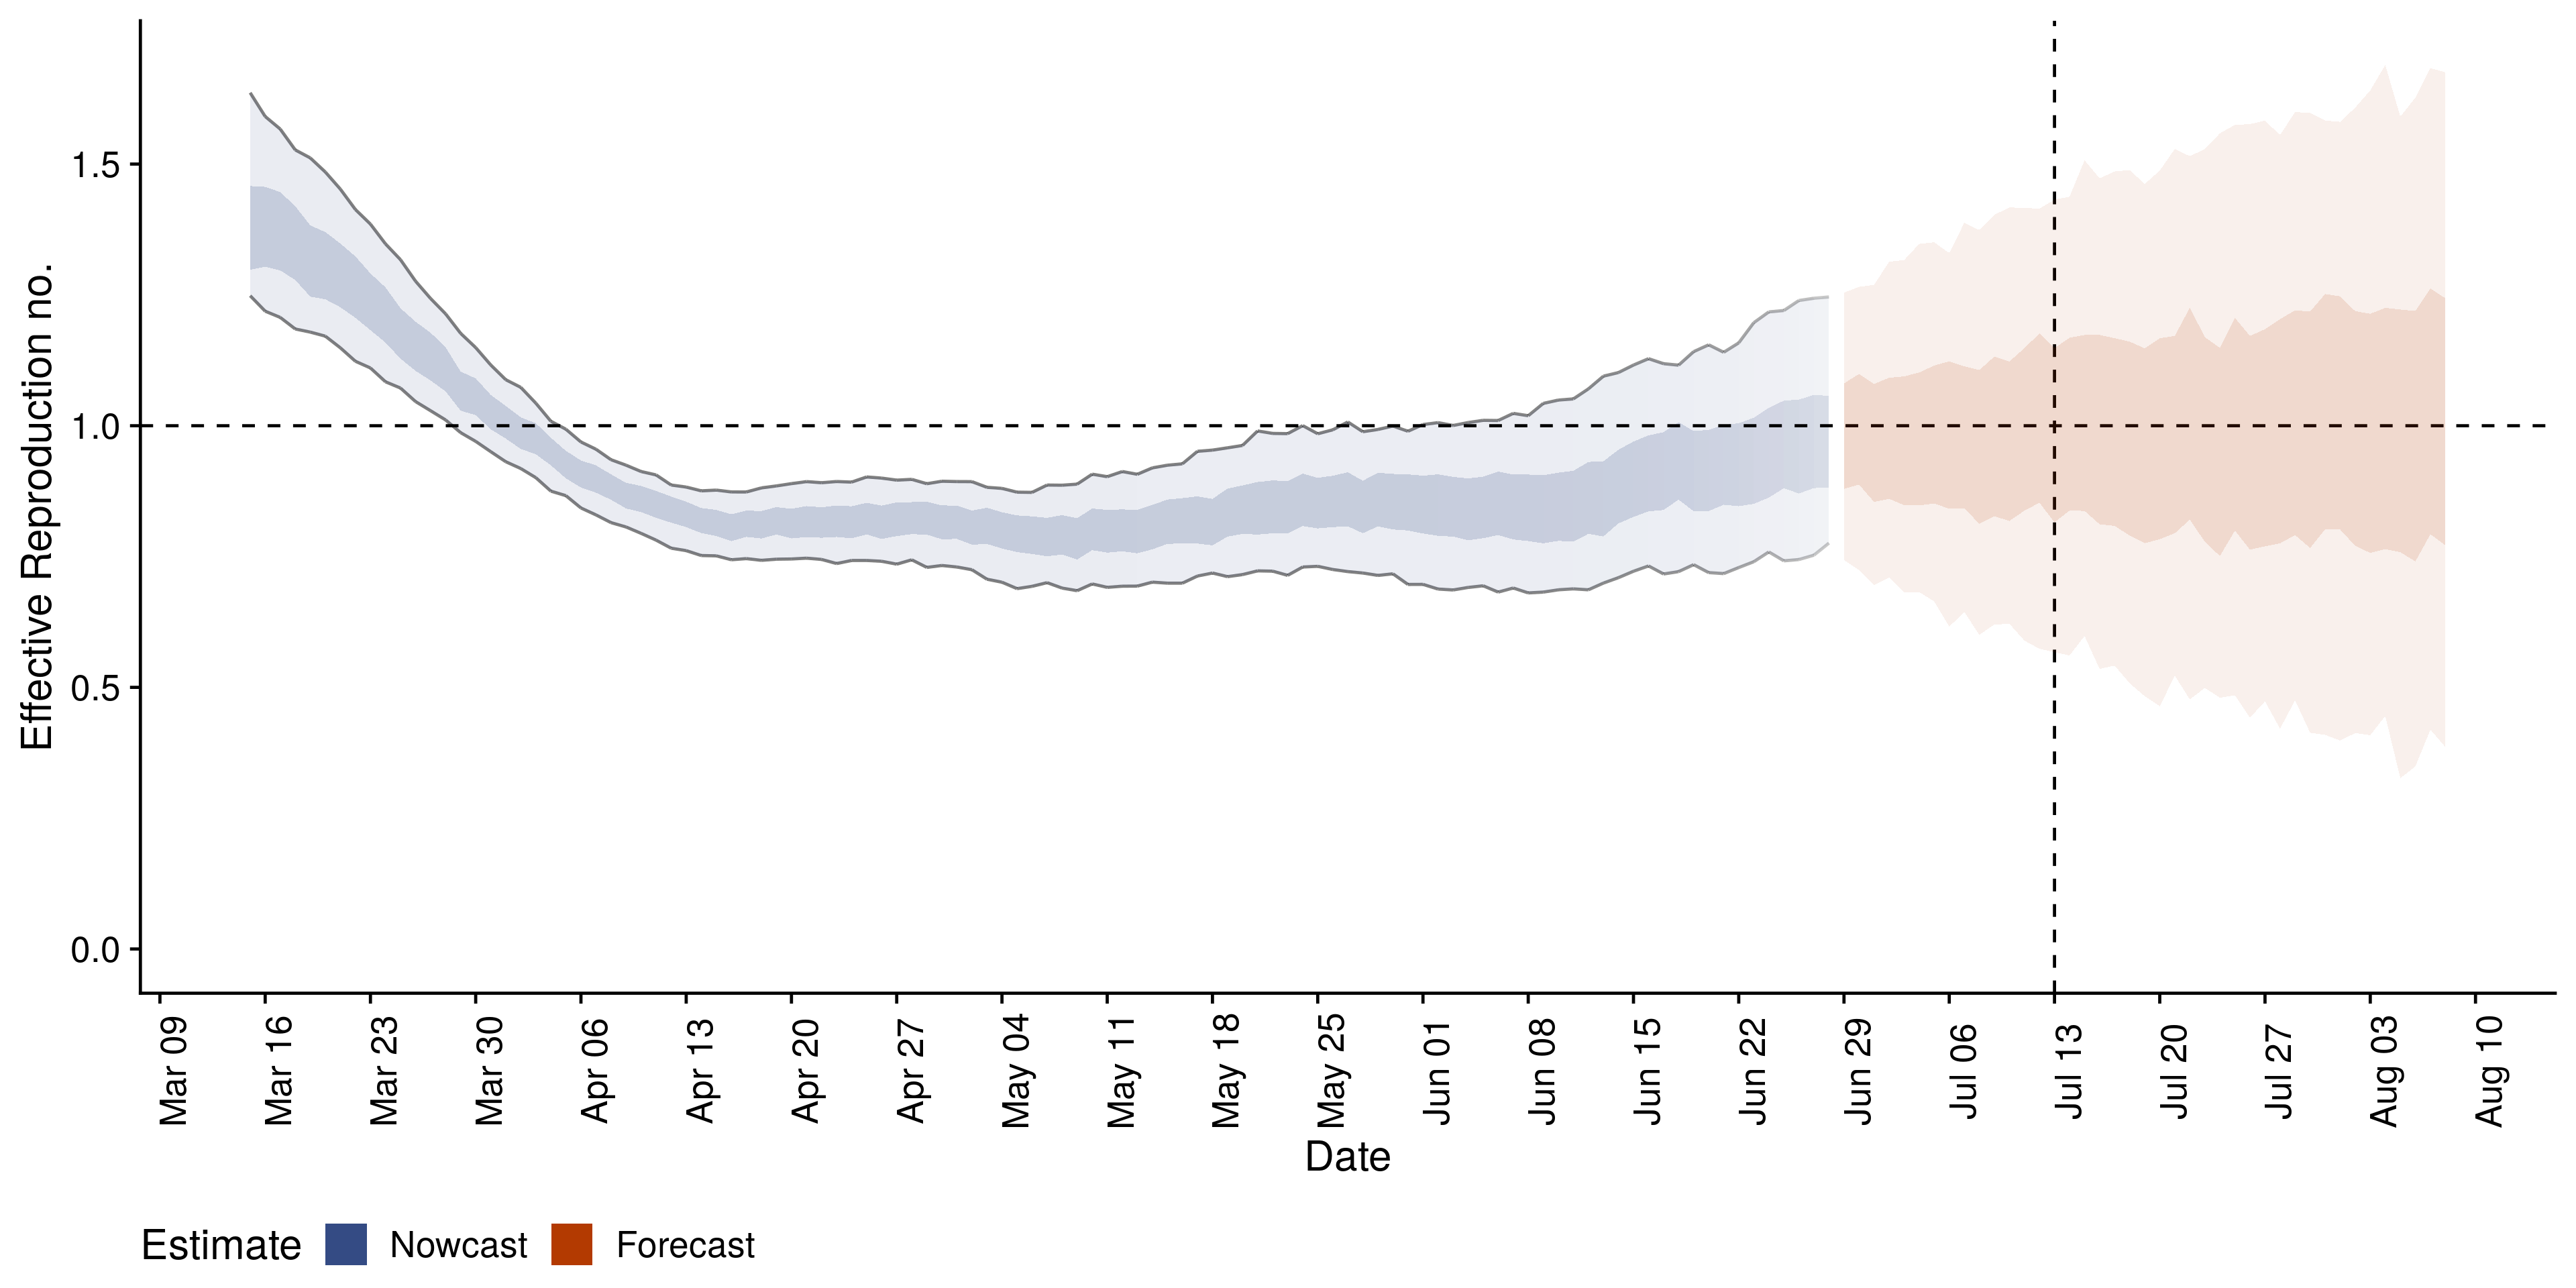 Effective Reproduction no.
1.5
1.0
0.5
0.0
Mar 09
Mar 16
Mar 23
Mar 30
Apr 06
Apr 13
Apr 20
Apr 27
May 04
May 11
May 18
May 25
Jun 01
Jun 08
Jun 15
Jun 22
Jun 29
Jul 06
Jul 13
Jul 20
Jul 27
Aug 03
Aug 10
Date
Estimate Nowcast Forecast